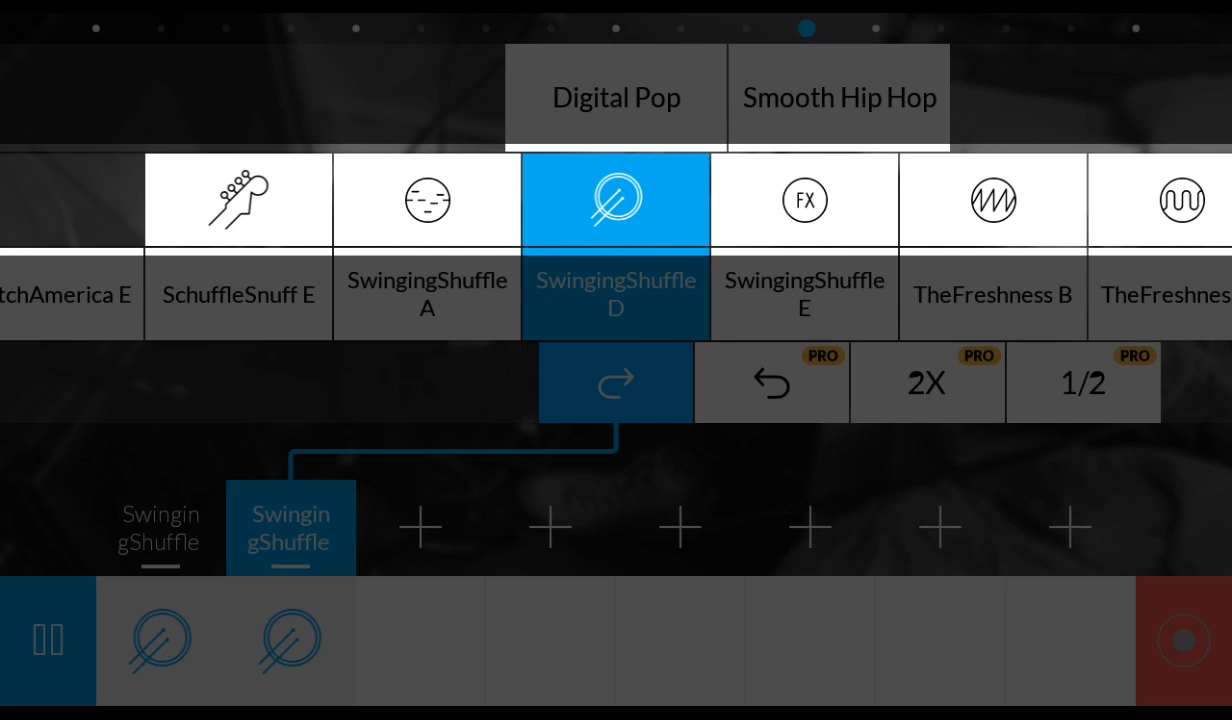 Digital Pop
Smooth Hip Hop
FX
tchAmerica E
SchuffleSnuff E
SwingingShuffle
A
SwingingShuffle
D
SwingingShuffle
E
TheFreshness B
TheFreshnes
PRO
2X
PRO
1/2
PRO
Swingin
gShuffle
Swingin
gShuffle